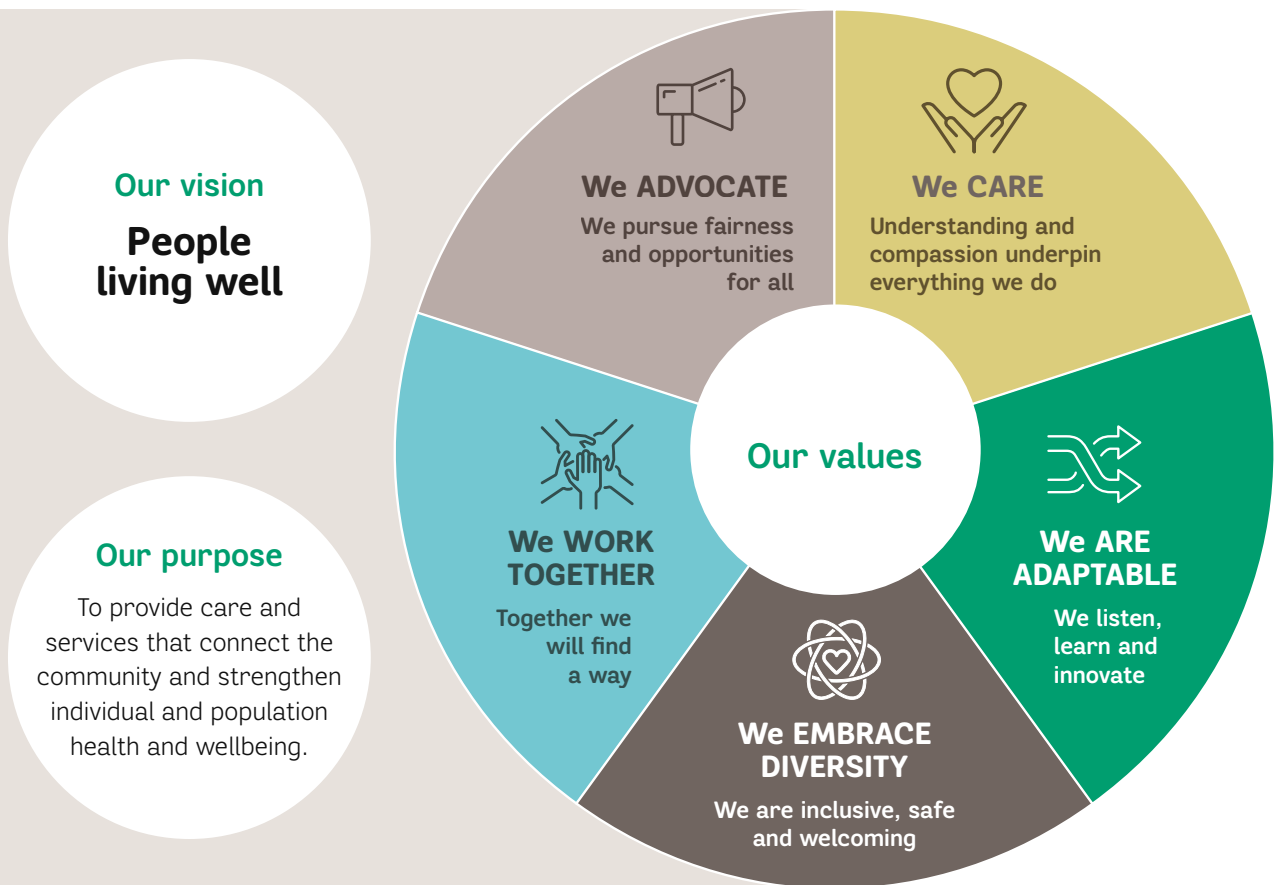 Our vision
People
living well
Our purpose
To provide care and
services that connect the
community and strengthen
individual and population
health and wellbeing.
Our values
We ADVOCATE
We pursue fairness
and opportunities
for all
We CARE
Understanding and
compassion underpin
everything we do
We ARE
ADAPTABLE
We listen,
learn and
innovate
We EMBRACE
DIVERSITY
We are inclusive, safe
and welcoming
We WORK
TOGETHER
Together we
will find
a way